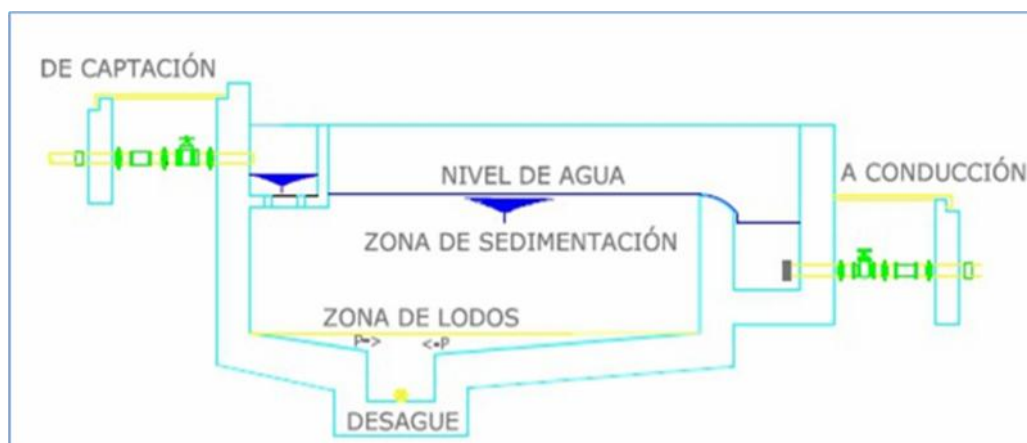 DE CAPTACIÓN
NIVEL DE AGUA
A CONDUCCIÓN
ZONA DE SEDIMENTACIÓN
ZONA DE LODOS
P->
<•P
DESAGUE